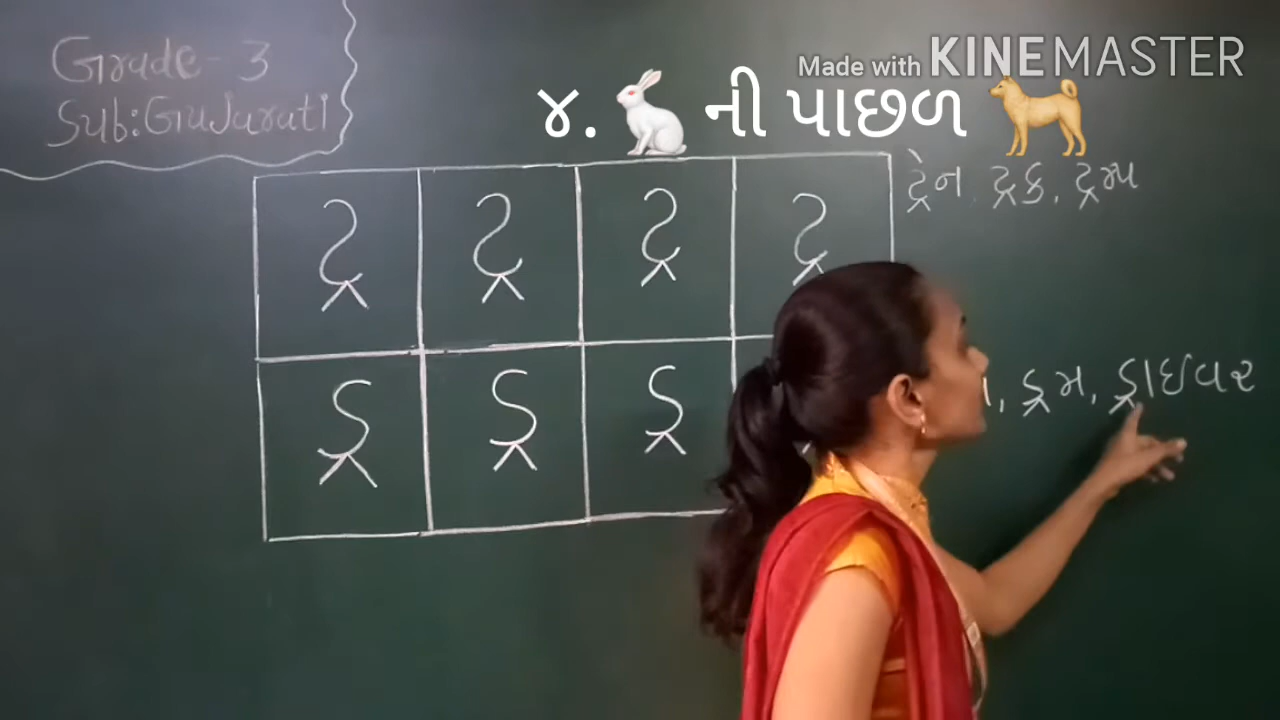 Made with KINEMASTER
૪. ની પાછળ
Grade-3
Sub:Gujarati
ટ્ર ટ્ર ટ્ર ટ્ર
ટ્રેન, ટ્રક, ટ્રમ્પ
ડ્ર ડ્ર ડ્ર
, ડ્રમ, ડ્રાઇવર